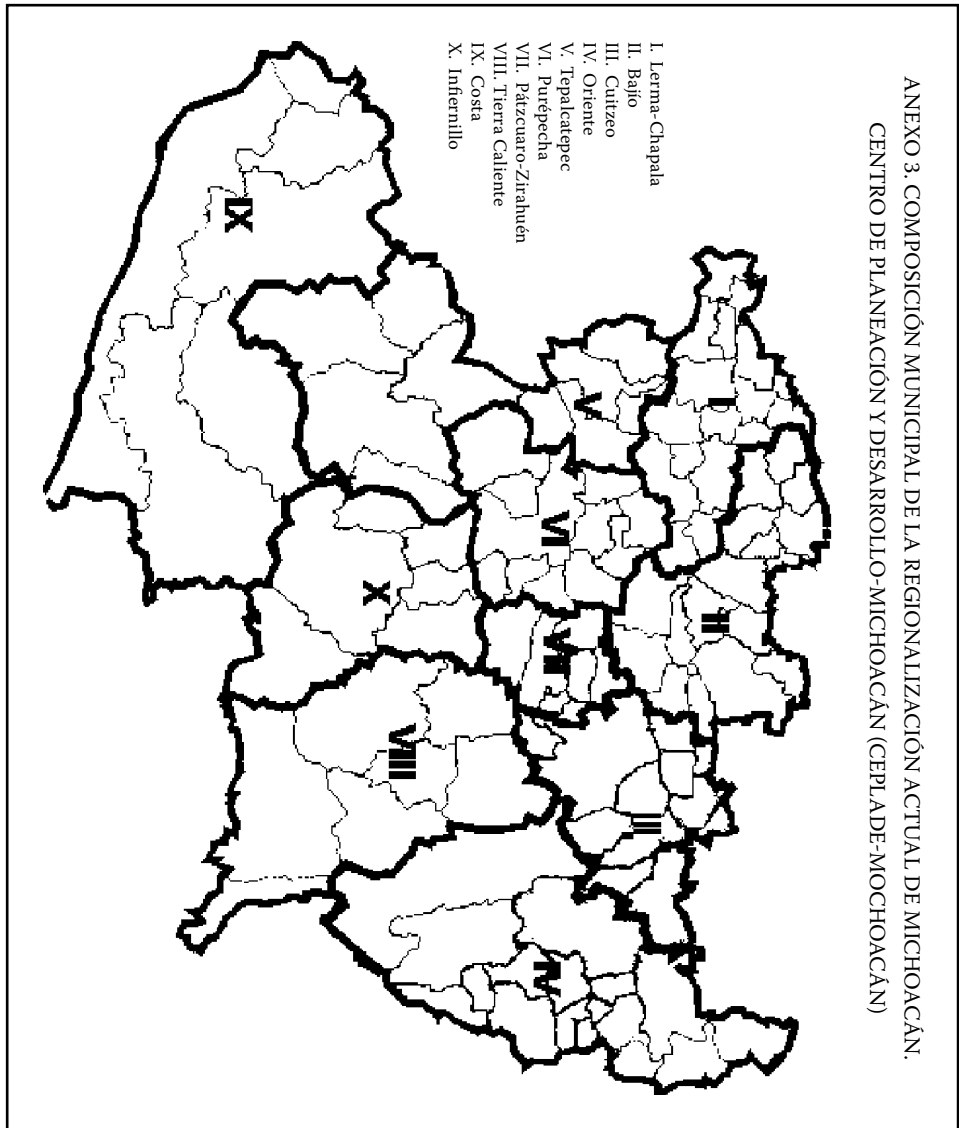 ANEXO 3. COMPOSICIÓN MUNICIPAL DE LA REGIONALIZACIÓN ACTUAL DE MICHOACÁN.
CENTRO DE PLANEACIÓN Y DESARROLLO-MICHOACÁN (CEPLADE-MOCHOACÁN)
I. Lerma-Chapala
II. Bajío
III. Cuitzeo
IV. Oriente
V. Tepalcatepec
VI. Purépecha
VII. Pátzcuaro-Zirahuén
VIII. Tierra Caliente
IX. Costa
X. Infiernillo
I
II
III
IV
V
VI
VII
VIII
IX
X